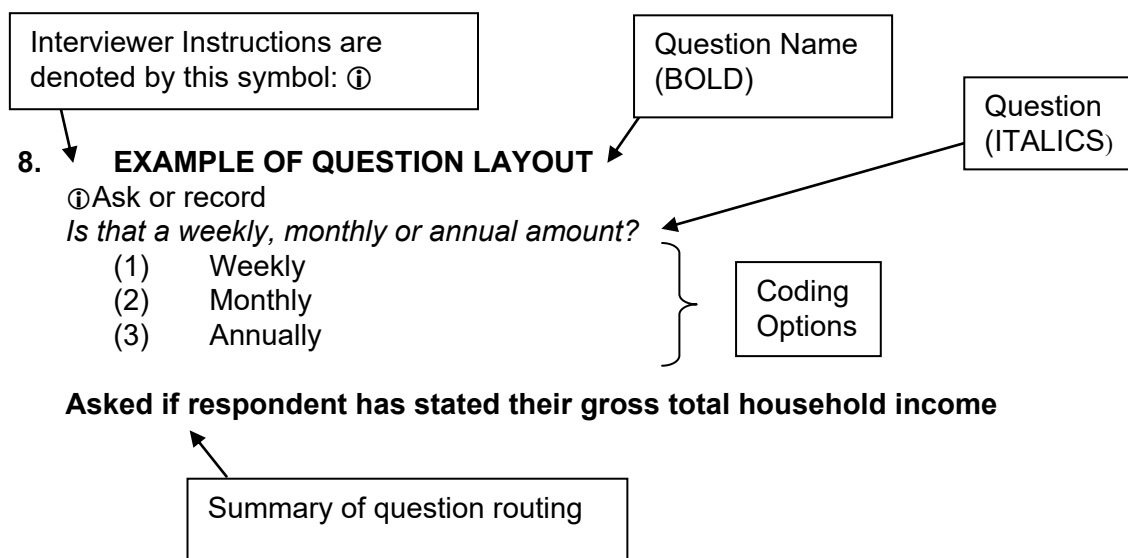 Interviewer Instructions are
denoted by this symbol: ⓘ
Question Name
(BOLD)
Question
(ITALICS)
8. EXAMPLE OF QUESTION LAYOUT
ⓘAsk or record
Is that a weekly, monthly or annual amount?
(1) Weekly
(2) Monthly
(3) Annually
Coding
Options
Asked if respondent has stated their gross total household income
Summary of question routing